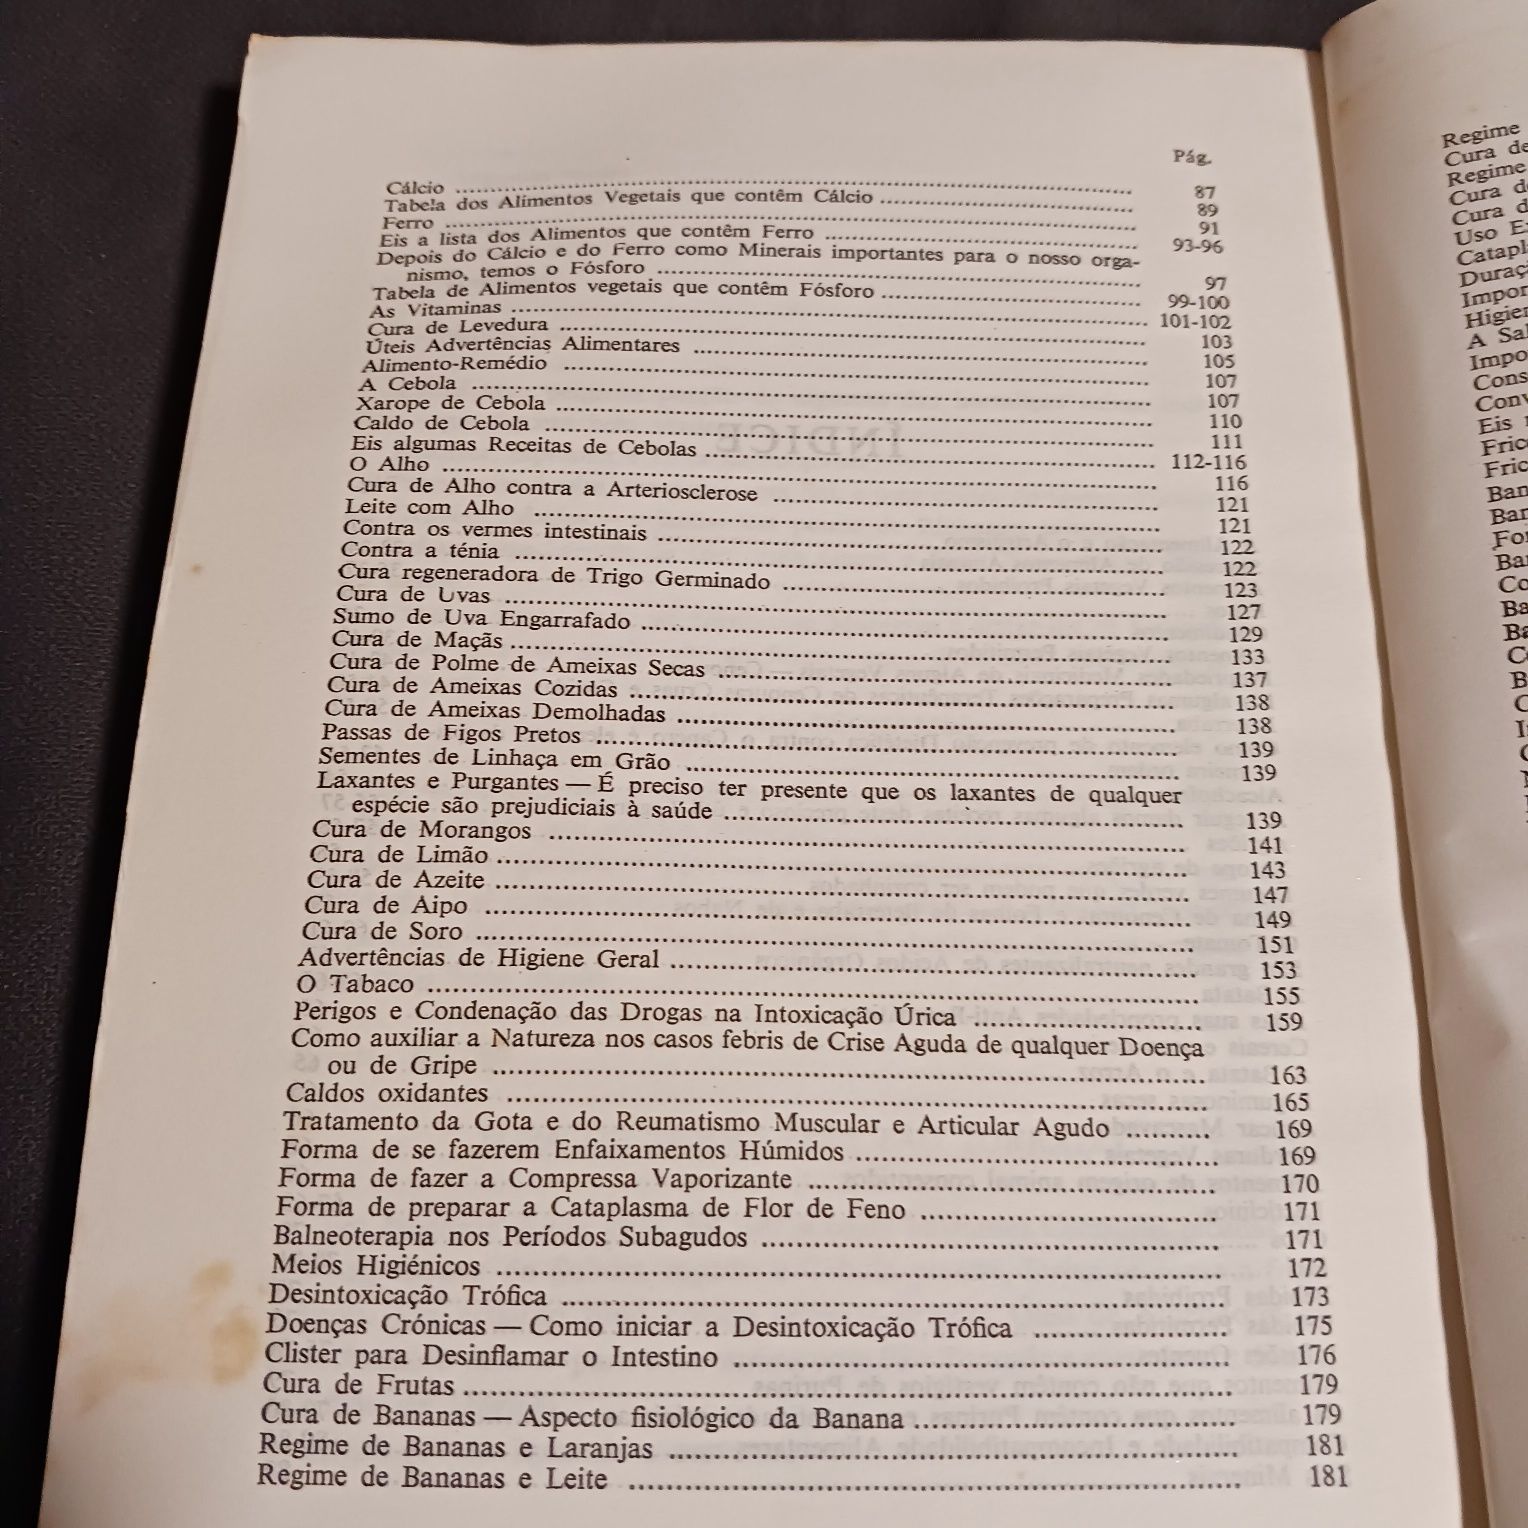 Pág.
Cálcio ........ 87
Tabela dos Alimentos Vegetais que contêm Cálcio ........ 89
Ferro ........ 91
Eis a lista dos Alimentos que contêm Ferro ........ 93-96
Depois do Cálcio e do Ferro como Minerais importantes para o nosso orga-
nismo, temos o Fósforo ........ 97
Tabela de Alimentos vegetais que contêm Fósforo ........ 99-100
As Vitaminas ........ 101-102
Cura de Levedura ........ 103
Úteis Advertências Alimentares ........ 105
Alimento-Remédio ........ 107
A Cebola ........ 107
Xarope de Cebola ........ 110
Caldo de Cebola ........ 111
Eis algumas Receitas de Cebolas ........ 112-116
O Alho ........ 116
Cura de Alho contra a Arteriosclerose ........ 121
Leite com Alho ........ 121
Contra os vermes intestinais ........ 122
Contra a ténia ........ 122
Cura regeneradora de Trigo Germinado ........ 123
Cura de Uvas ........ 127
Sumo de Uva Engarrafado ........ 129
Cura de Maçãs ........ 133
Cura de Polme de Ameixas Secas ........ 137
Cura de Ameixas Cozidas ........ 138
Cura de Ameixas Demolhadas ........ 138
Passas de Figos Pretos ........ 139
Sementes de Linhaça em Grão ........ 139
Laxantes e Purgantes — É preciso ter presente que os laxantes de qualquer
espécie são prejudiciais à saúde ........ 139
Cura de Morangos ........ 141
Cura de Limão ........ 143
Cura de Azeite ........ 147
Cura de Aipo ........ 149
Cura de Soro ........ 151
Advertências de Higiene Geral ........ 153
O Tabaco ........ 155
Perigos e Condenação das Drogas na Intoxicação Úrica ........ 159
Como auxiliar a Natureza nos casos febris de Crise Aguda de qualquer Doença
ou de Gripe ........ 163
Caldos oxidantes ........ 165
Tratamento da Gota e do Reumatismo Muscular e Articular Agudo ........ 169
Forma de se fazerem Enfaixamentos Húmidos ........ 169
Forma de fazer a Compressa Vaporizante ........ 170
Forma de preparar a Cataplasma de Flor de Feno ........ 171
Balneoterapia nos Períodos Subagudos ........ 171
Meios Higiénicos ........ 172
Desintoxicação Trófica ........ 173
Doenças Crónicas — Como iniciar a Desintoxicação Trófica ........ 175
Clister para Desinflamar o Intestino ........ 176
Cura de Frutas ........ 179
Cura de Bananas — Aspecto fisiológico da Banana ........ 179
Regime de Bananas e Laranjas ........ 181
Regime de Bananas e Leite ........ 181
Regime
Cura de
Regime
Cura
Cura
Uso
A
Eis